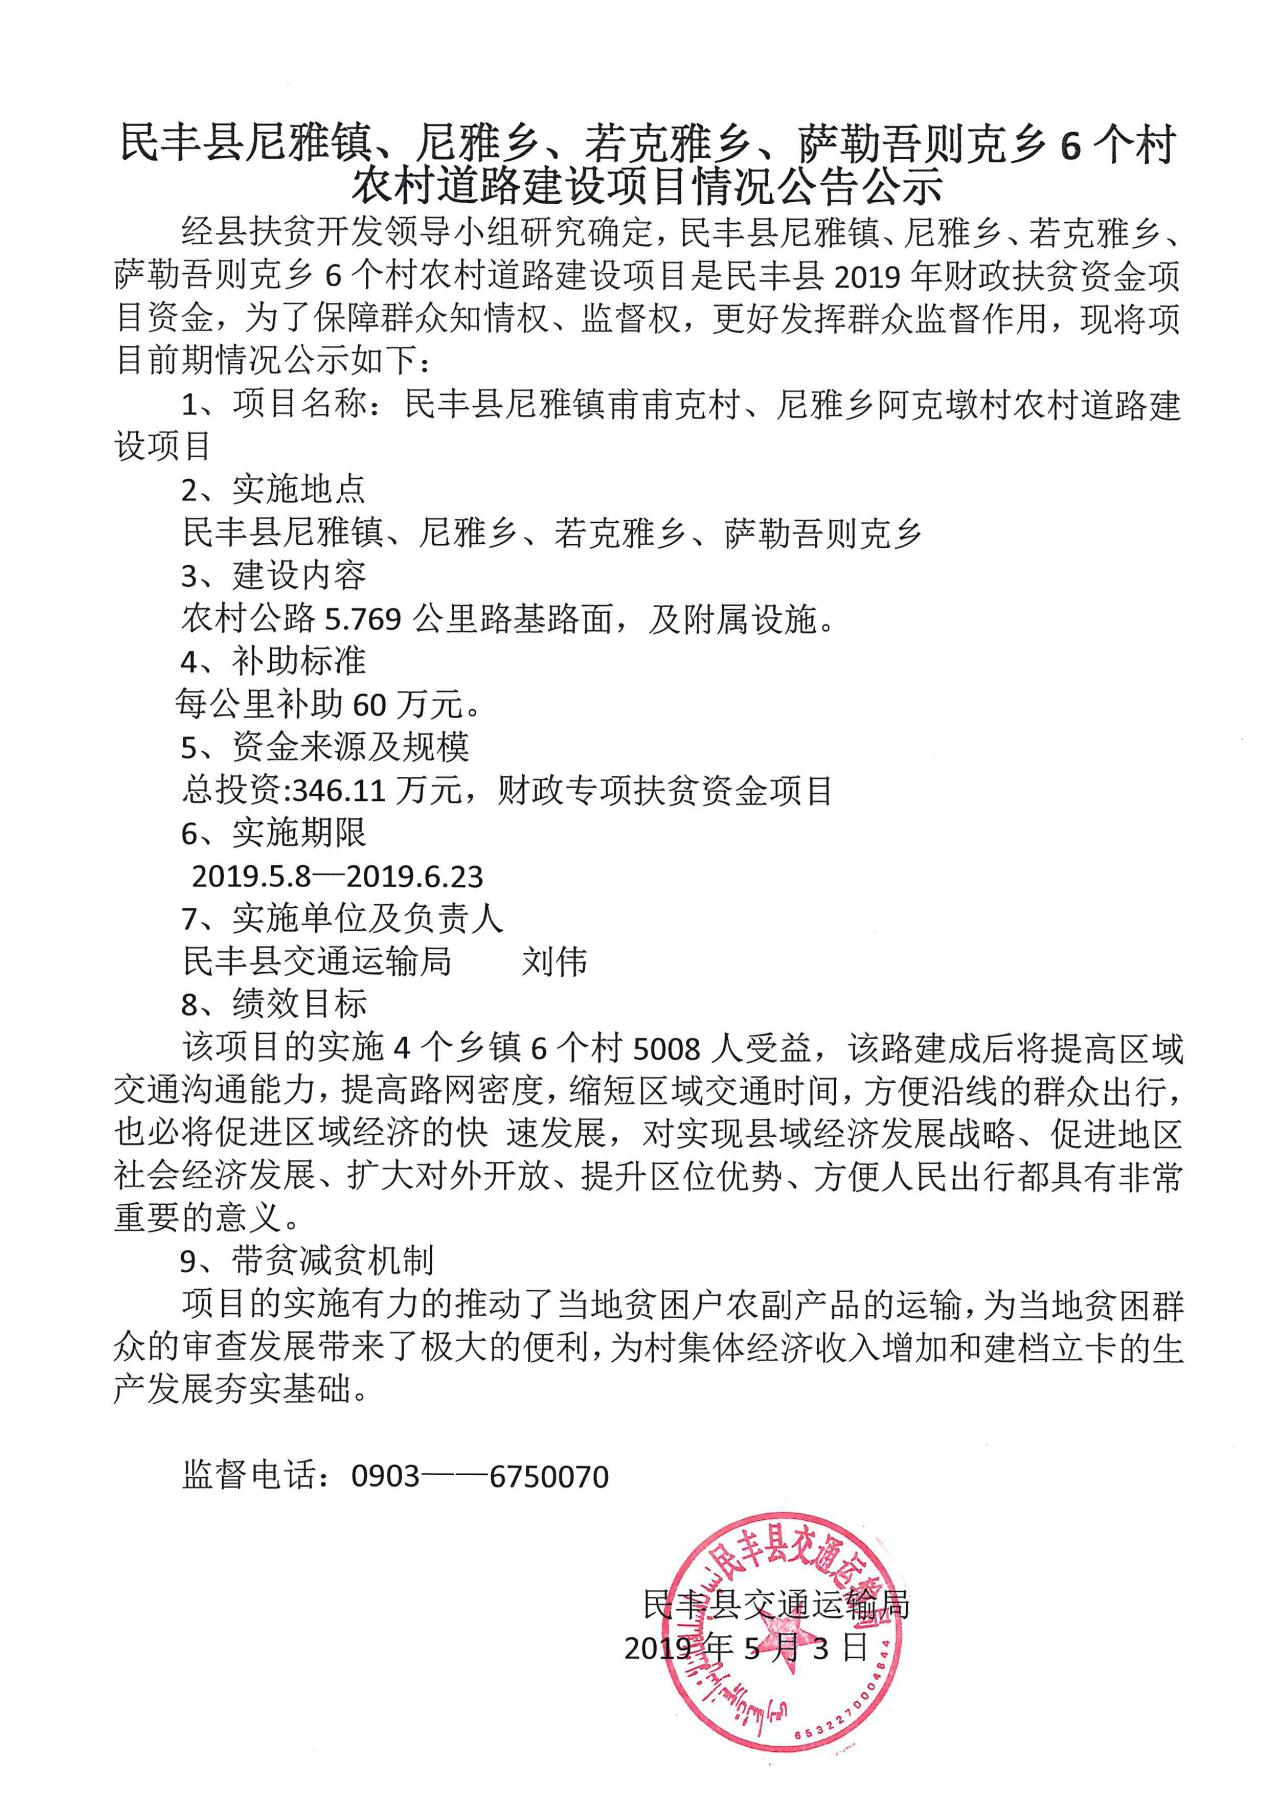 民丰县尼雅镇、尼雅乡、若克雅乡、萨勒吾则克乡 6 个村
农村道路建设项目情况公告公示
经县扶贫开发领导小组研究确定，民丰县尼雅镇、尼雅乡、若克雅乡、
萨勒吾则克乡 6 个村农村道路建设项目是民丰县 2019 年财政扶贫资金项
目资金，为了保障群众知情权、监督权，更好发挥群众监督作用，现将项
目前期情况公示如下：
1、项目名称：民丰县尼雅镇甫甫克村、尼雅乡阿克墩村农村道路建
设项目
2、实施地点
民丰县尼雅镇、尼雅乡、若克雅乡、萨勒吾则克乡
3、建设内容
农村公路 5.769 公里路基路面，及附属设施。
4、补助标准
每公里补助 60 万元。
5、资金来源及规模
总投资:346.11 万元，财政专项扶贫资金项目
6、实施期限
2019.5.8—2019.6.23
7、实施单位及负责人
民丰县交通运输局 刘伟
8、绩效目标
该项目的实施 4 个乡镇 6 个村 5008 人受益，该路建成后将提高区域
交通沟通能力，提高路网密度，缩短区域交通时间，方便沿线的群众出行，
也必将促进区域经济的快 速发展，对实现县域经济发展战略、促进地区
社会经济发展、扩大对外开放、提升区位优势、方便人民出行都具有非常
重要的意义。
9、带贫减贫机制
项目的实施有力的推动了当地贫困户农副产品的运输，为当地贫困群
众的审查发展带来了极大的便利，为村集体经济收入增加和建档立卡的生
产发展夯实基础。
监督电话：0903——6750070
民丰县交通运输局
民丰县交通运输局
2019 年 5 月 3 日
6532270004844